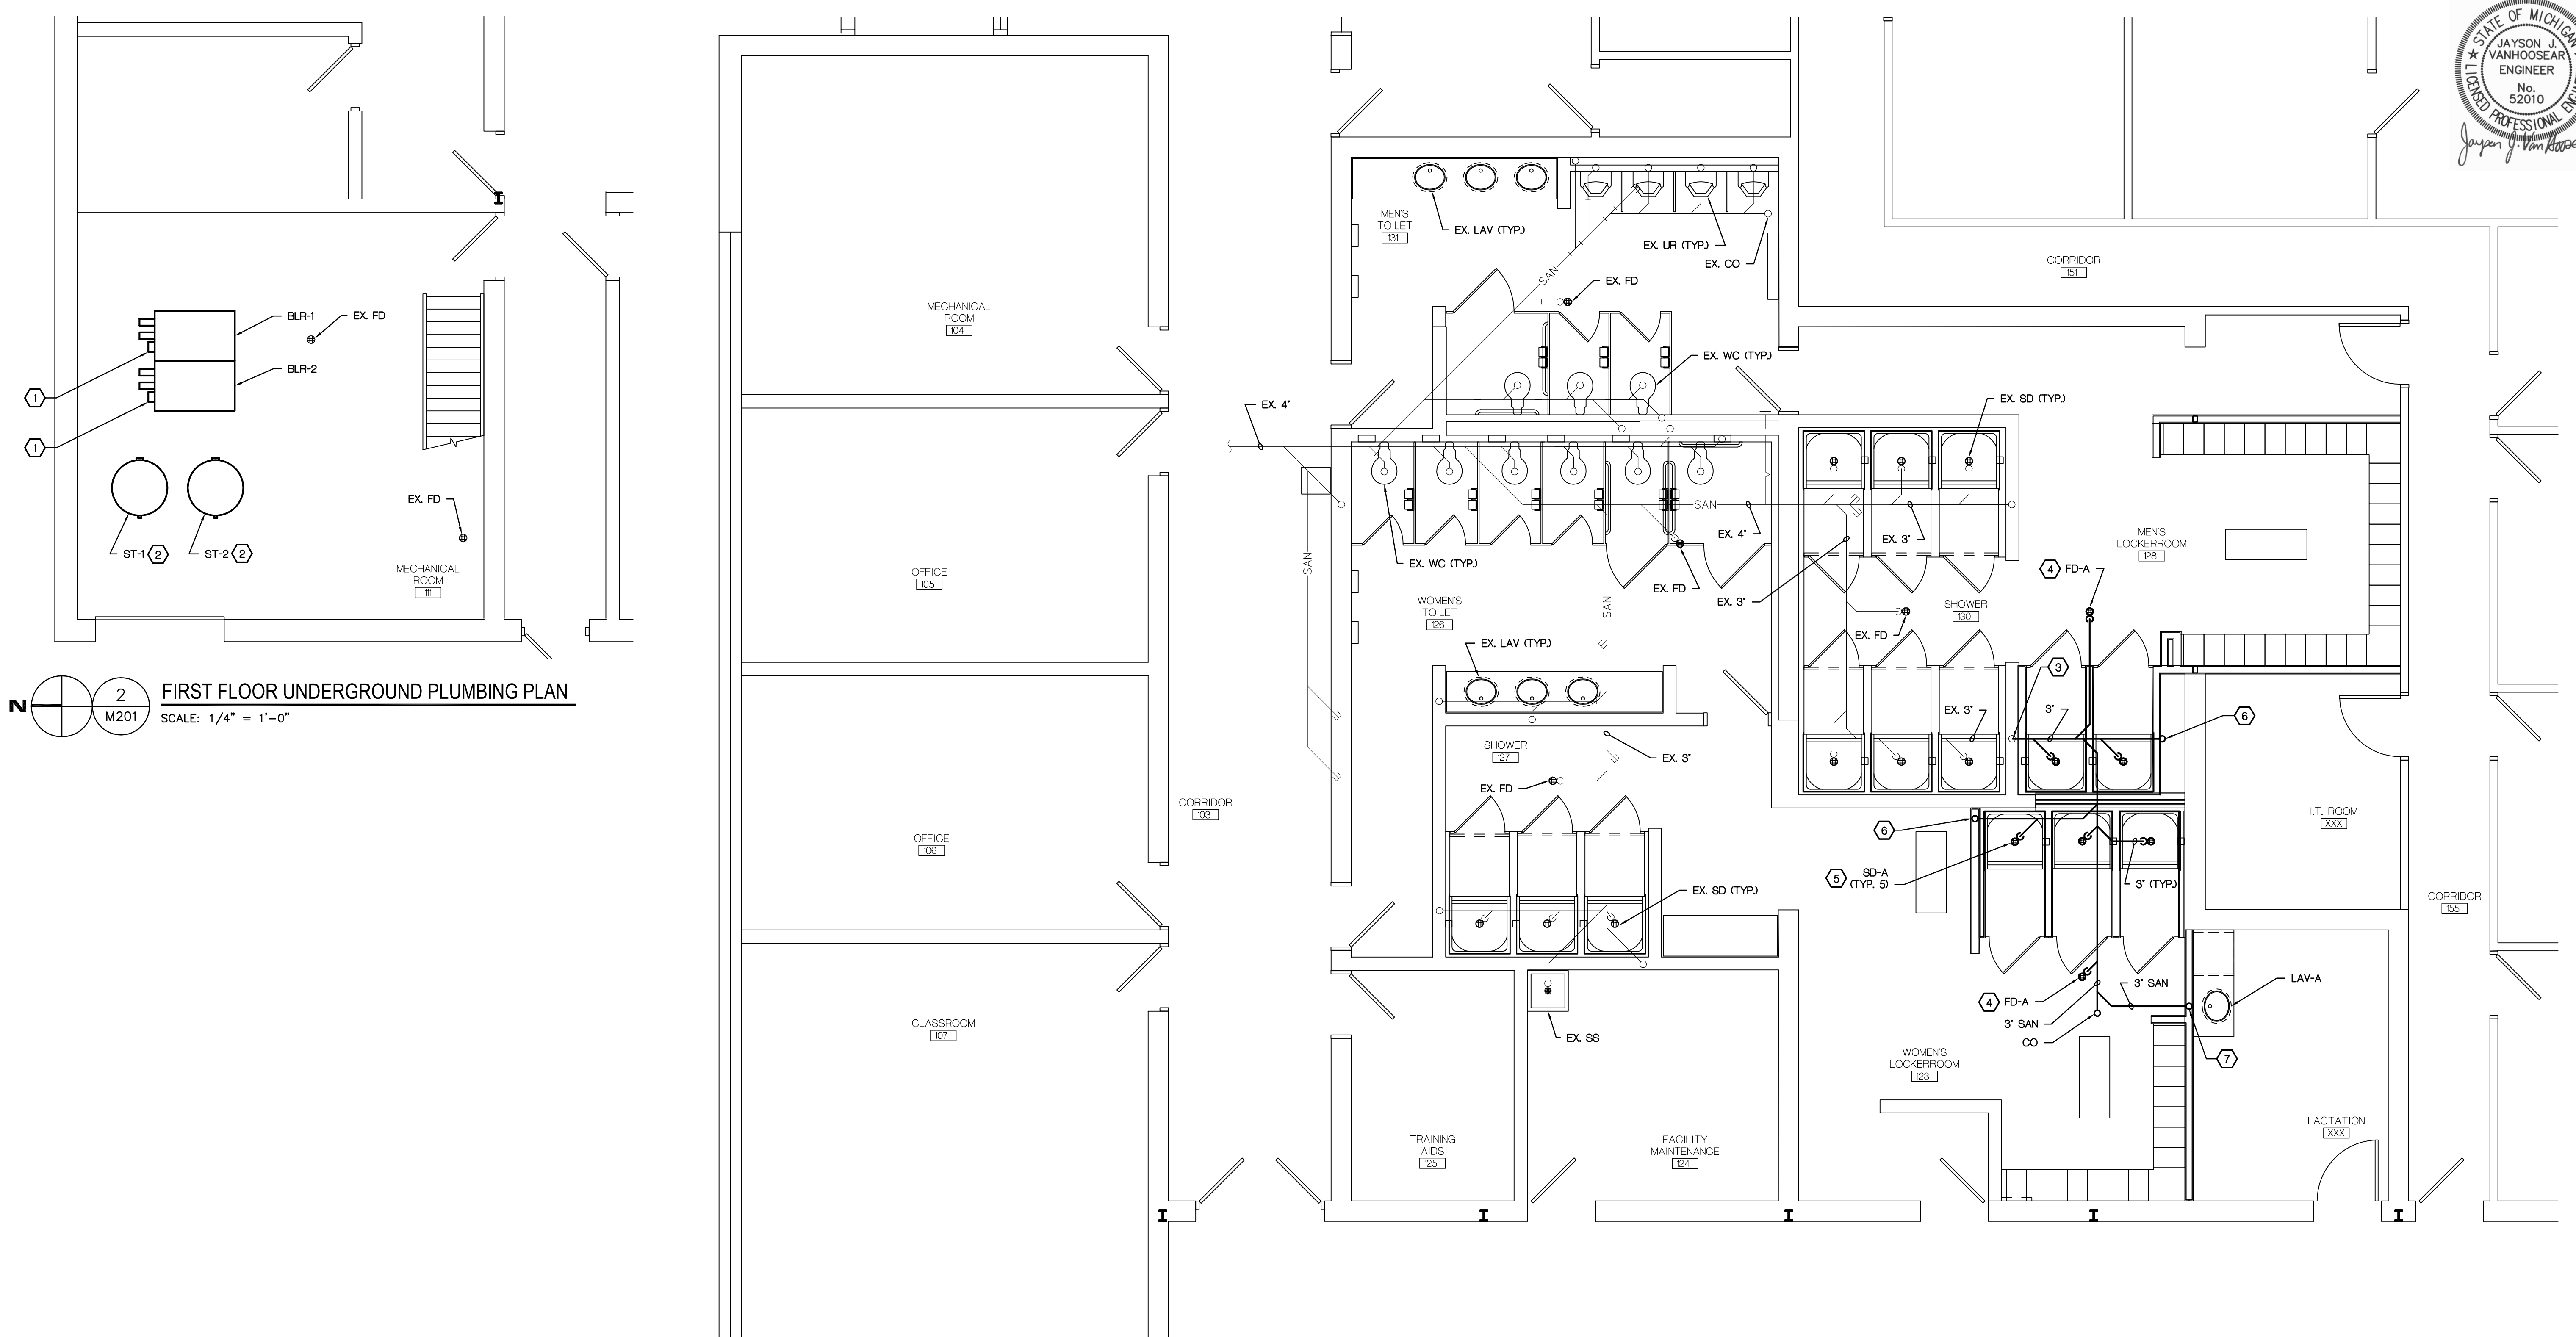 STATE OF MICHIGAN
JAYSON J.
VANHOOSEAR
ENGINEER
No.
52010
LICENSED PROFESSIONAL
BLR-1
EX. FD
BLR-2
1
1
EX. FD
ST-1 2
ST-2 2
MECHANICAL
ROOM
111
N
2
M201
FIRST FLOOR UNDERGROUND PLUMBING PLAN
SCALE: 1/4" = 1'-0"
MECHANICAL
ROOM
104
OFFICE
105
OFFICE
106
CLASSROOM
107
CORRIDOR
103
MEN'S
TOILET
131
EX. LAV (TYP.)
EX. UR (TYP.)
EX. CO
SAN
EX. FD
EX. WC (TYP.)
EX. 4"
SAN
EX. WC (TYP.)
SAN
EX. 4"
EX. FD
SAN
WOMEN'S
TOILET
126
EX. LAV (TYP.)
SHOWER
127
EX. 3"
EX. FD
EX. SD (TYP.)
EX. SS
TRAINING
AIDS
125
FACILITY
MAINTENANCE
124
CORRIDOR
151
EX. SD (TYP.)
EX. 3"
EX. 3"
SHOWER
130
EX. FD
MEN'S
LOCKERROOM
128
4 FD-A
3
EX. 3"
3"
6
6
5
SD-A
(TYP. 5)
3" (TYP.)
I.T. ROOM
XXX
CORRIDOR
155
4 FD-A
3" SAN
3" SAN
CO
LAV-A
7
WOMEN'S
LOCKERROOM
123
LACTATION
XXX